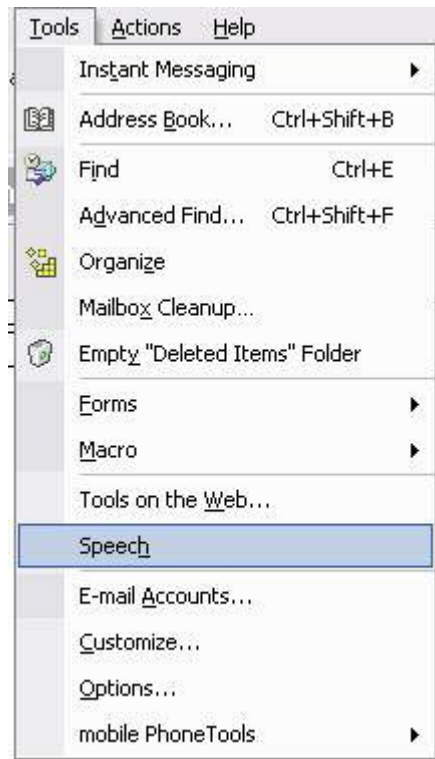 Tools Actions Help
Instant Messaging
Address Book... Ctrl+Shift+B
Find Ctrl+E
Advanced Find... Ctrl+Shift+F
Organize
Mailbox Cleanup...
Empty "Deleted Items" Folder
Forms
Macro
Tools on the Web...
Speech
E-mail Accounts...
Customize...
Options...
mobile PhoneTools